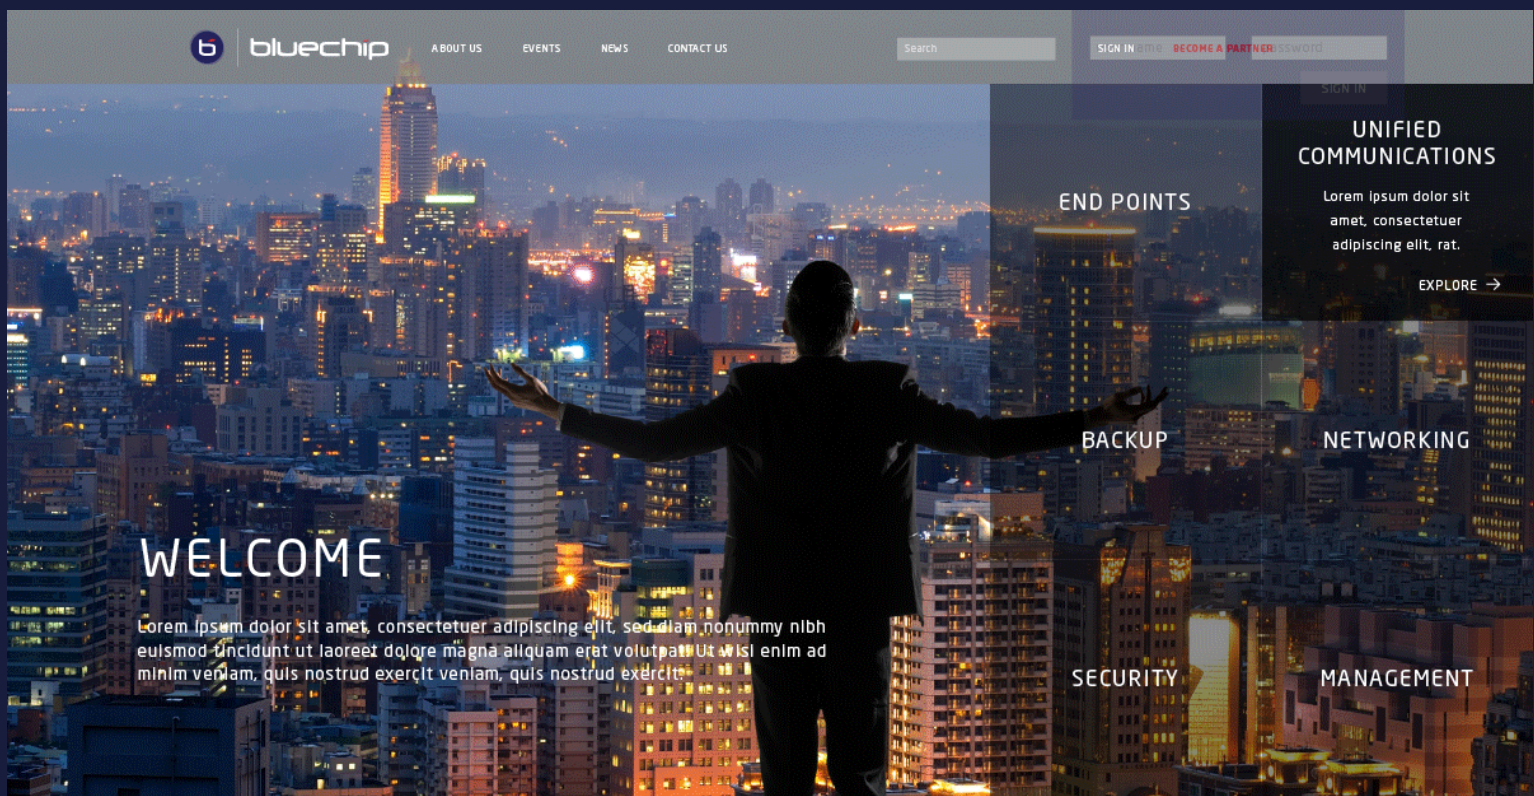 b bluechip
ABOUT US
EVENTS
NEWS
CONTACT US
Search
SIGN IN
BECOME A PARTNER
SIGN IN
UNIFIED
COMMUNICATIONS
Lorem ipsum dolor sit
amet, consectetuer
adipiscing elit, rat.
EXPLORE →
END POINTS
BACKUP
NETWORKING
WELCOME
Lorem ipsum dolor sit amet, consectetuer adipiscing elit, sed diam nonummy nibh
euismod tincidunt ut laoreet dolore magna aliquam erat volutpat. Ut wisi enim ad
minim veniam, quis nostrud exercit veniam, quis nostrud exercit.
SECURITY
MANAGEMENT